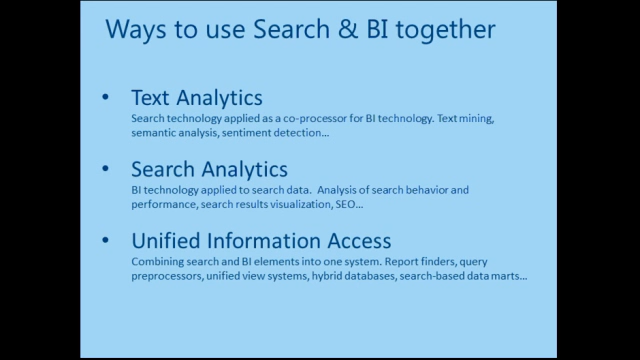 Ways to use Search & BI together
• Text Analytics
Search technology applied as a co-processor for BI technology. Text mining,
semantic analysis, sentiment detection…
• Search Analytics
BI technology applied to search data. Analysis of search behavior and
performance, search results visualization, SEO…
• Unified Information Access
Combining search and BI elements into one system. Report finders, query
preprocessors, unified view systems, hybrid databases, search-based data marts…